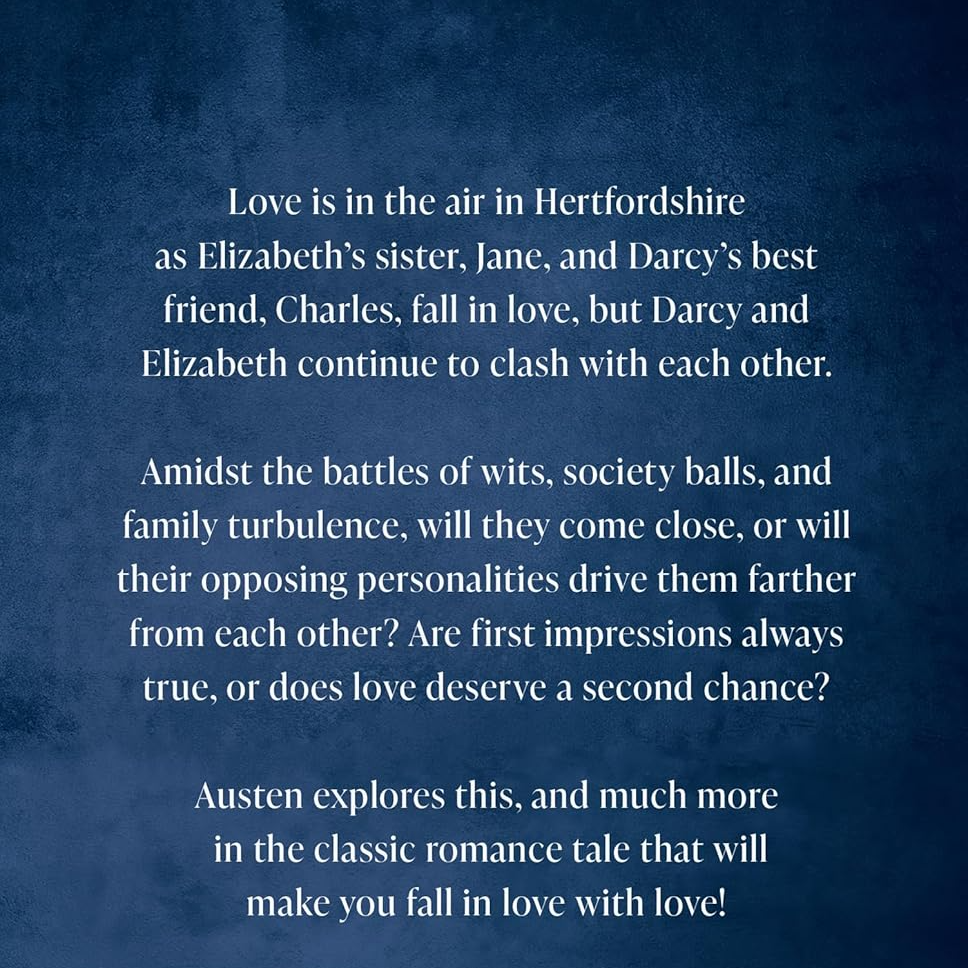 Love is in the air in Hertfordshire
as Elizabeth’s sister, Jane, and Darcy’s best
friend, Charles, fall in love, but Darcy and
Elizabeth continue to clash with each other.
Amidst the battles of wits, society balls, and
family turbulence, will they come close, or will
their opposing personalities drive them farther
from each other? Are first impressions always
true, or does love deserve a second chance?
Austen explores this, and much more
in the classic romance tale that will
make you fall in love with love!